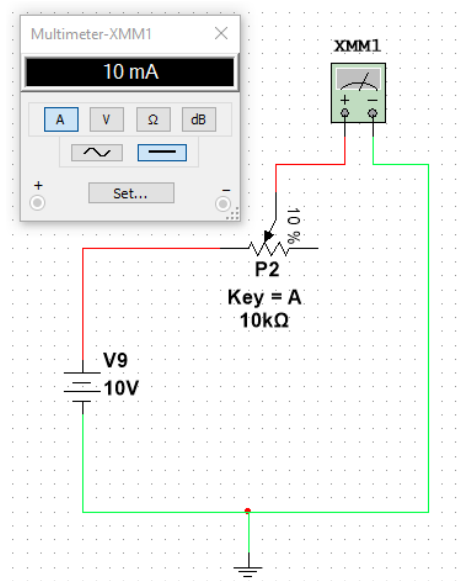 Multimeter-XMM1
10 mA
A V Ω dB
+ Set... −
XMM1
+ −
10 %
P2
Key = A
10kΩ
V9
10V